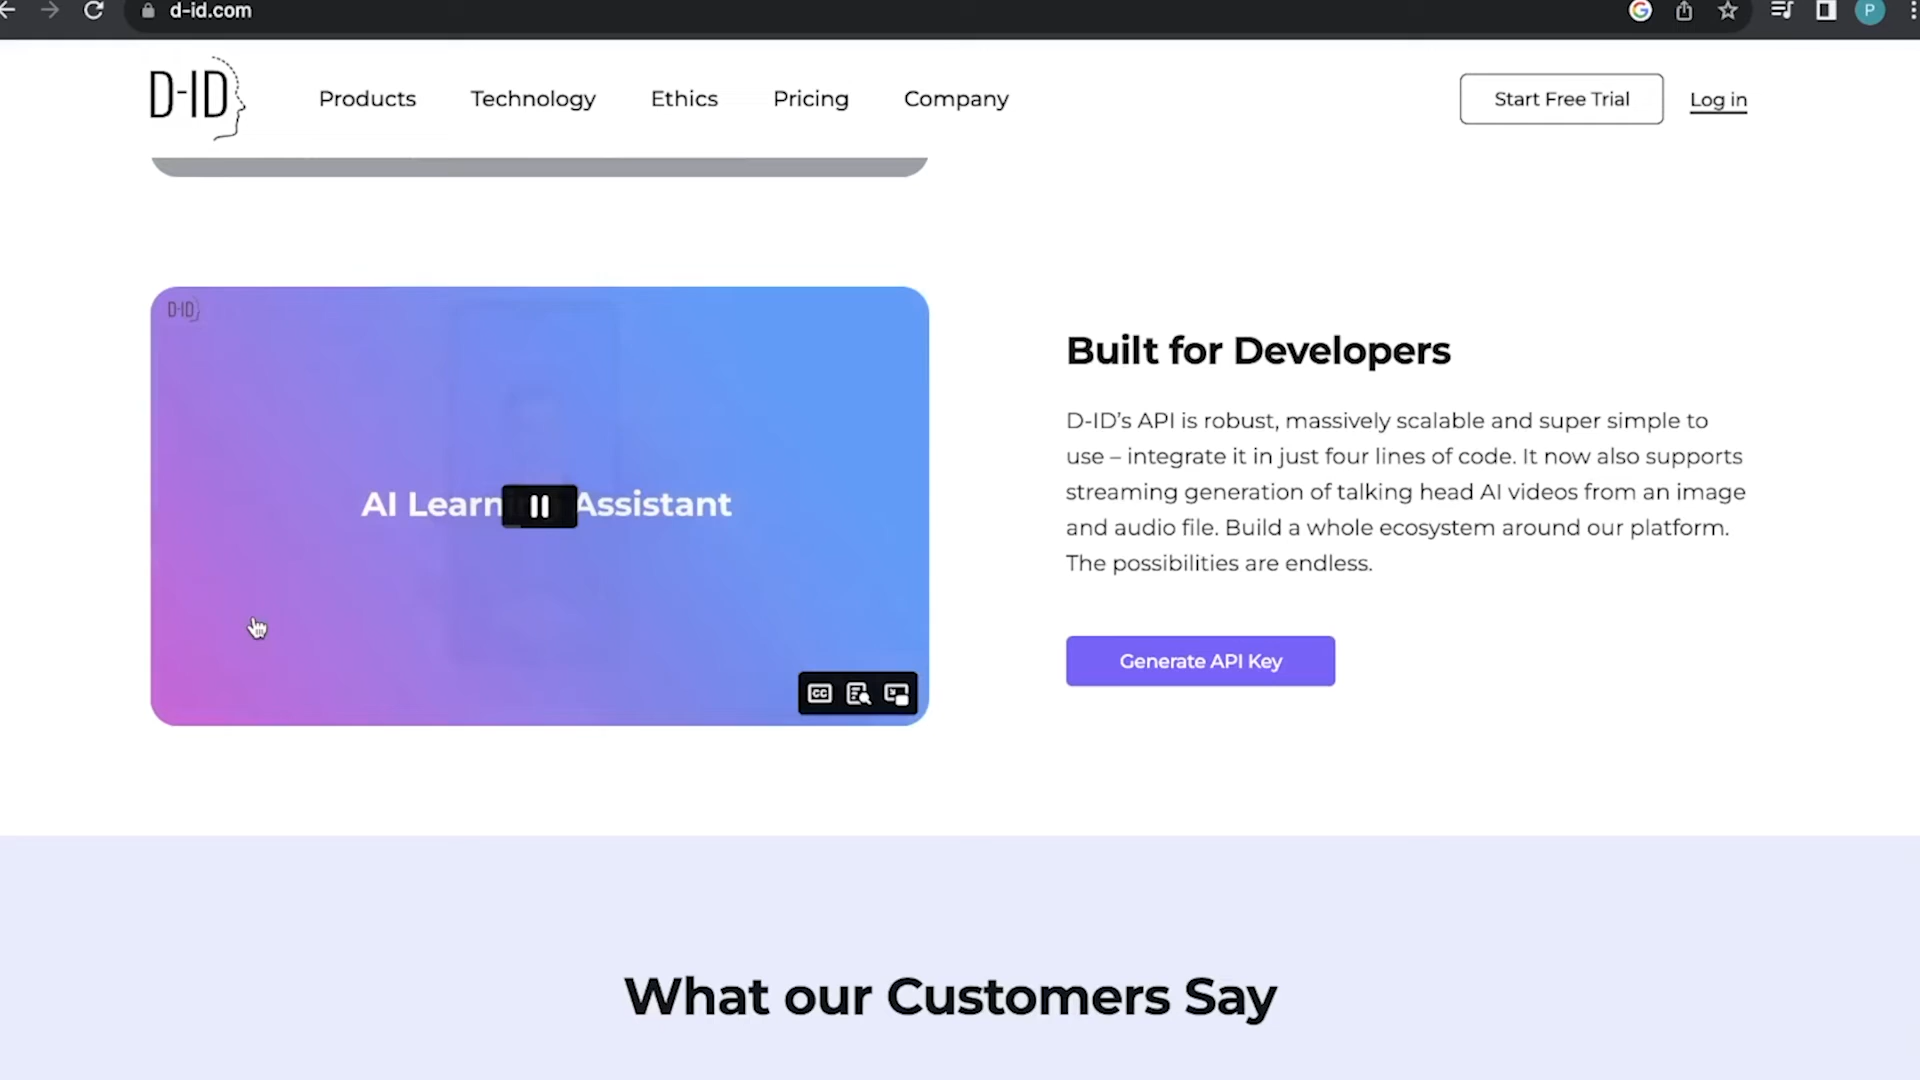 d-id.com
P
D-ID
Products Technology Ethics Pricing Company
Start Free Trial
Log in
D-ID
AI Learn Assistant
CC
Built for Developers
D-ID’s API is robust, massively scalable and super simple to
use – integrate it in just four lines of code. It now also supports
streaming generation of talking head AI videos from an image
and audio file. Build a whole ecosystem around our platform.
The possibilities are endless.
Generate API Key
What our Customers Say